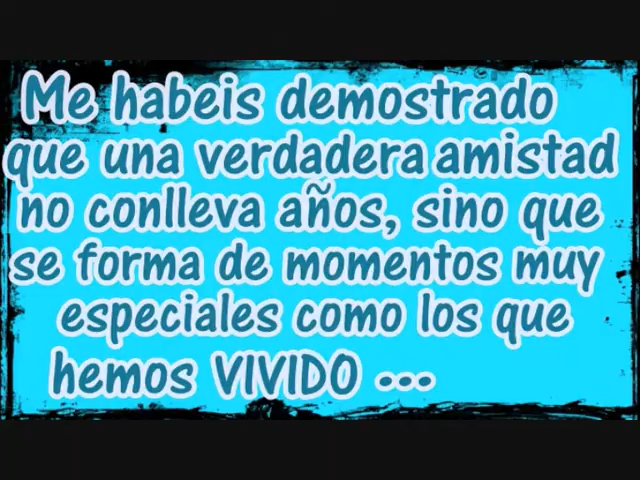 Me habeis demostrado
que una verdadera amistad
no conlleva años, sino que
se forma de momentos muy
especiales como los que
hemos VIVIDO ...